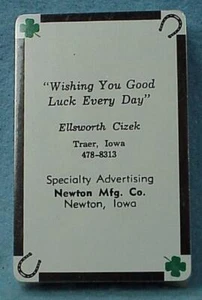 "Wishing You Good
Luck Every Day"
Ellsworth Cizek
Traer, Iowa
478-8313
Specialty Advertising
Newton Mfg. Co.
Newton, Iowa